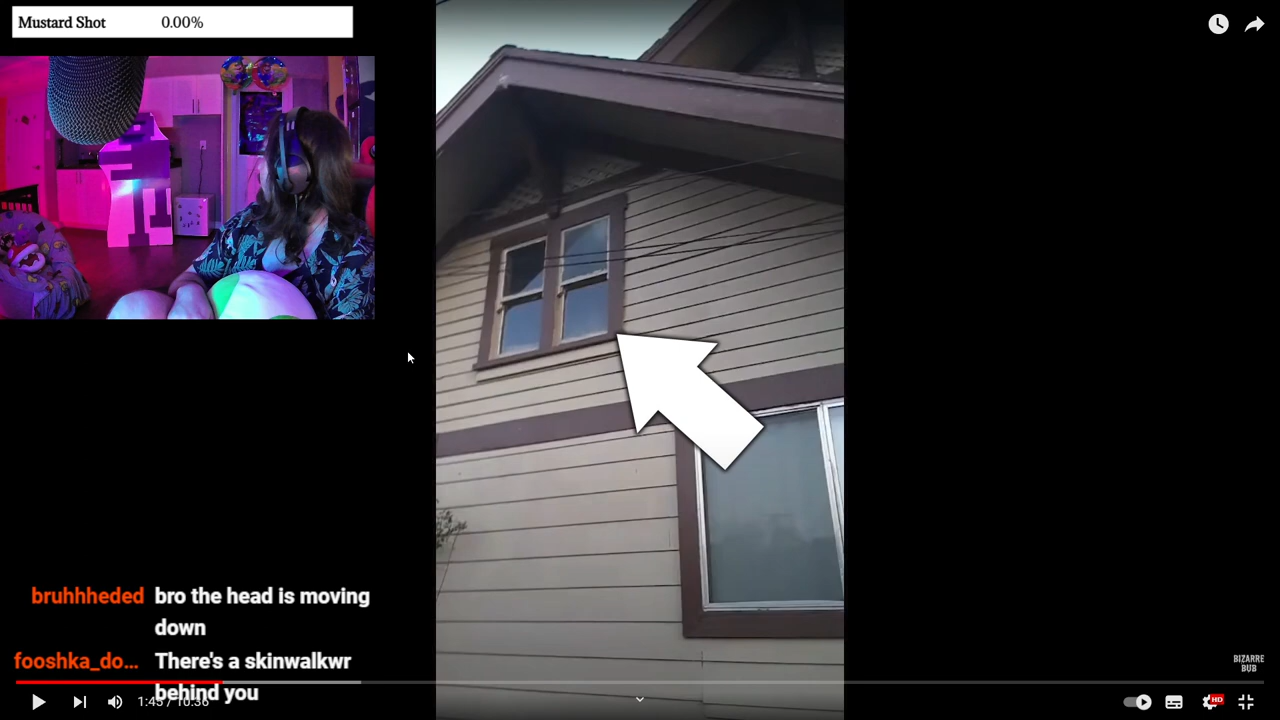 Mustard Shot 0.00%
bruhhheded bro the head is moving
down
fooshka_do... There's a skinwalkwr
behind you
1:45 / 10:36
HD
BIZARRE
BUB